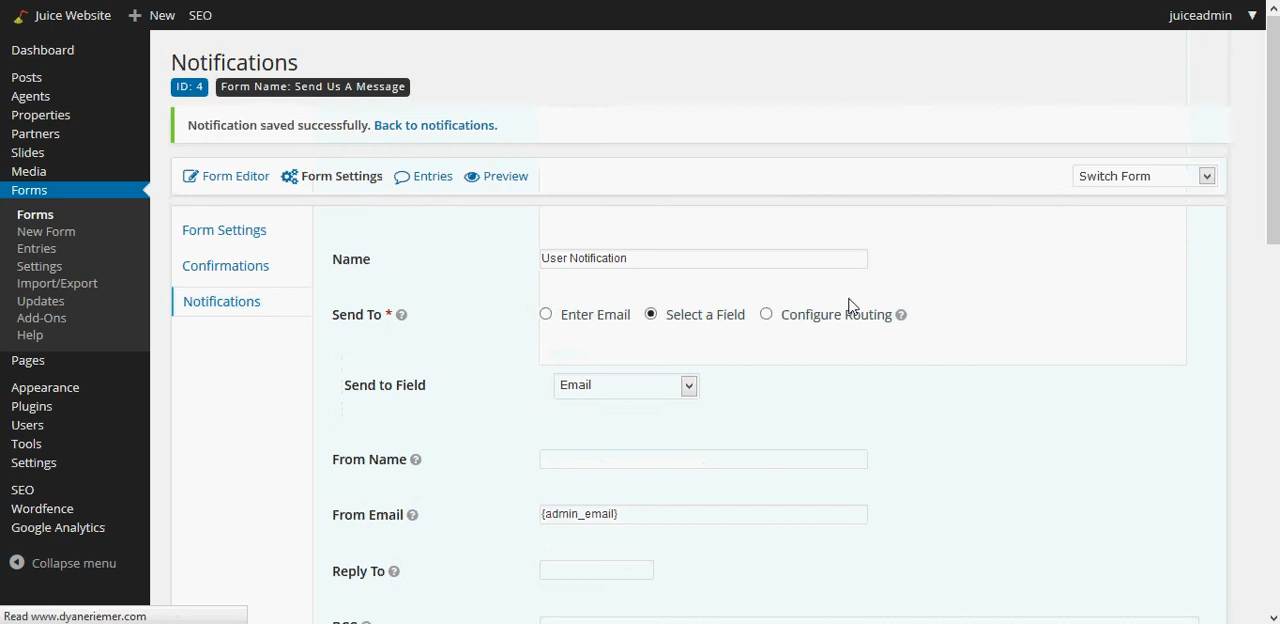 Juice Website + New SEO juiceadmin
Dashboard
Posts
Agents
Properties
Partners
Slides
Media
Forms
Forms
New Form
Entries
Settings
Import/Export
Updates
Add-Ons
Help
Pages
Appearance
Plugins
Users
Tools
Settings
SEO
Wordfence
Google Analytics
Collapse menu
Notifications
ID: 4 Form Name: Send Us A Message
Notification saved successfully. Back to notifications.
Form Editor Form Settings Entries Preview Switch Form
Form Settings
Confirmations
Notifications
Name User Notification
Send To * ? Enter Email Select a Field Configure Routing ?
Send to Field Email
From Name ?
From Email ? {admin_email}
Reply To ?
BCC ?
Read www.dyaneriemer.com